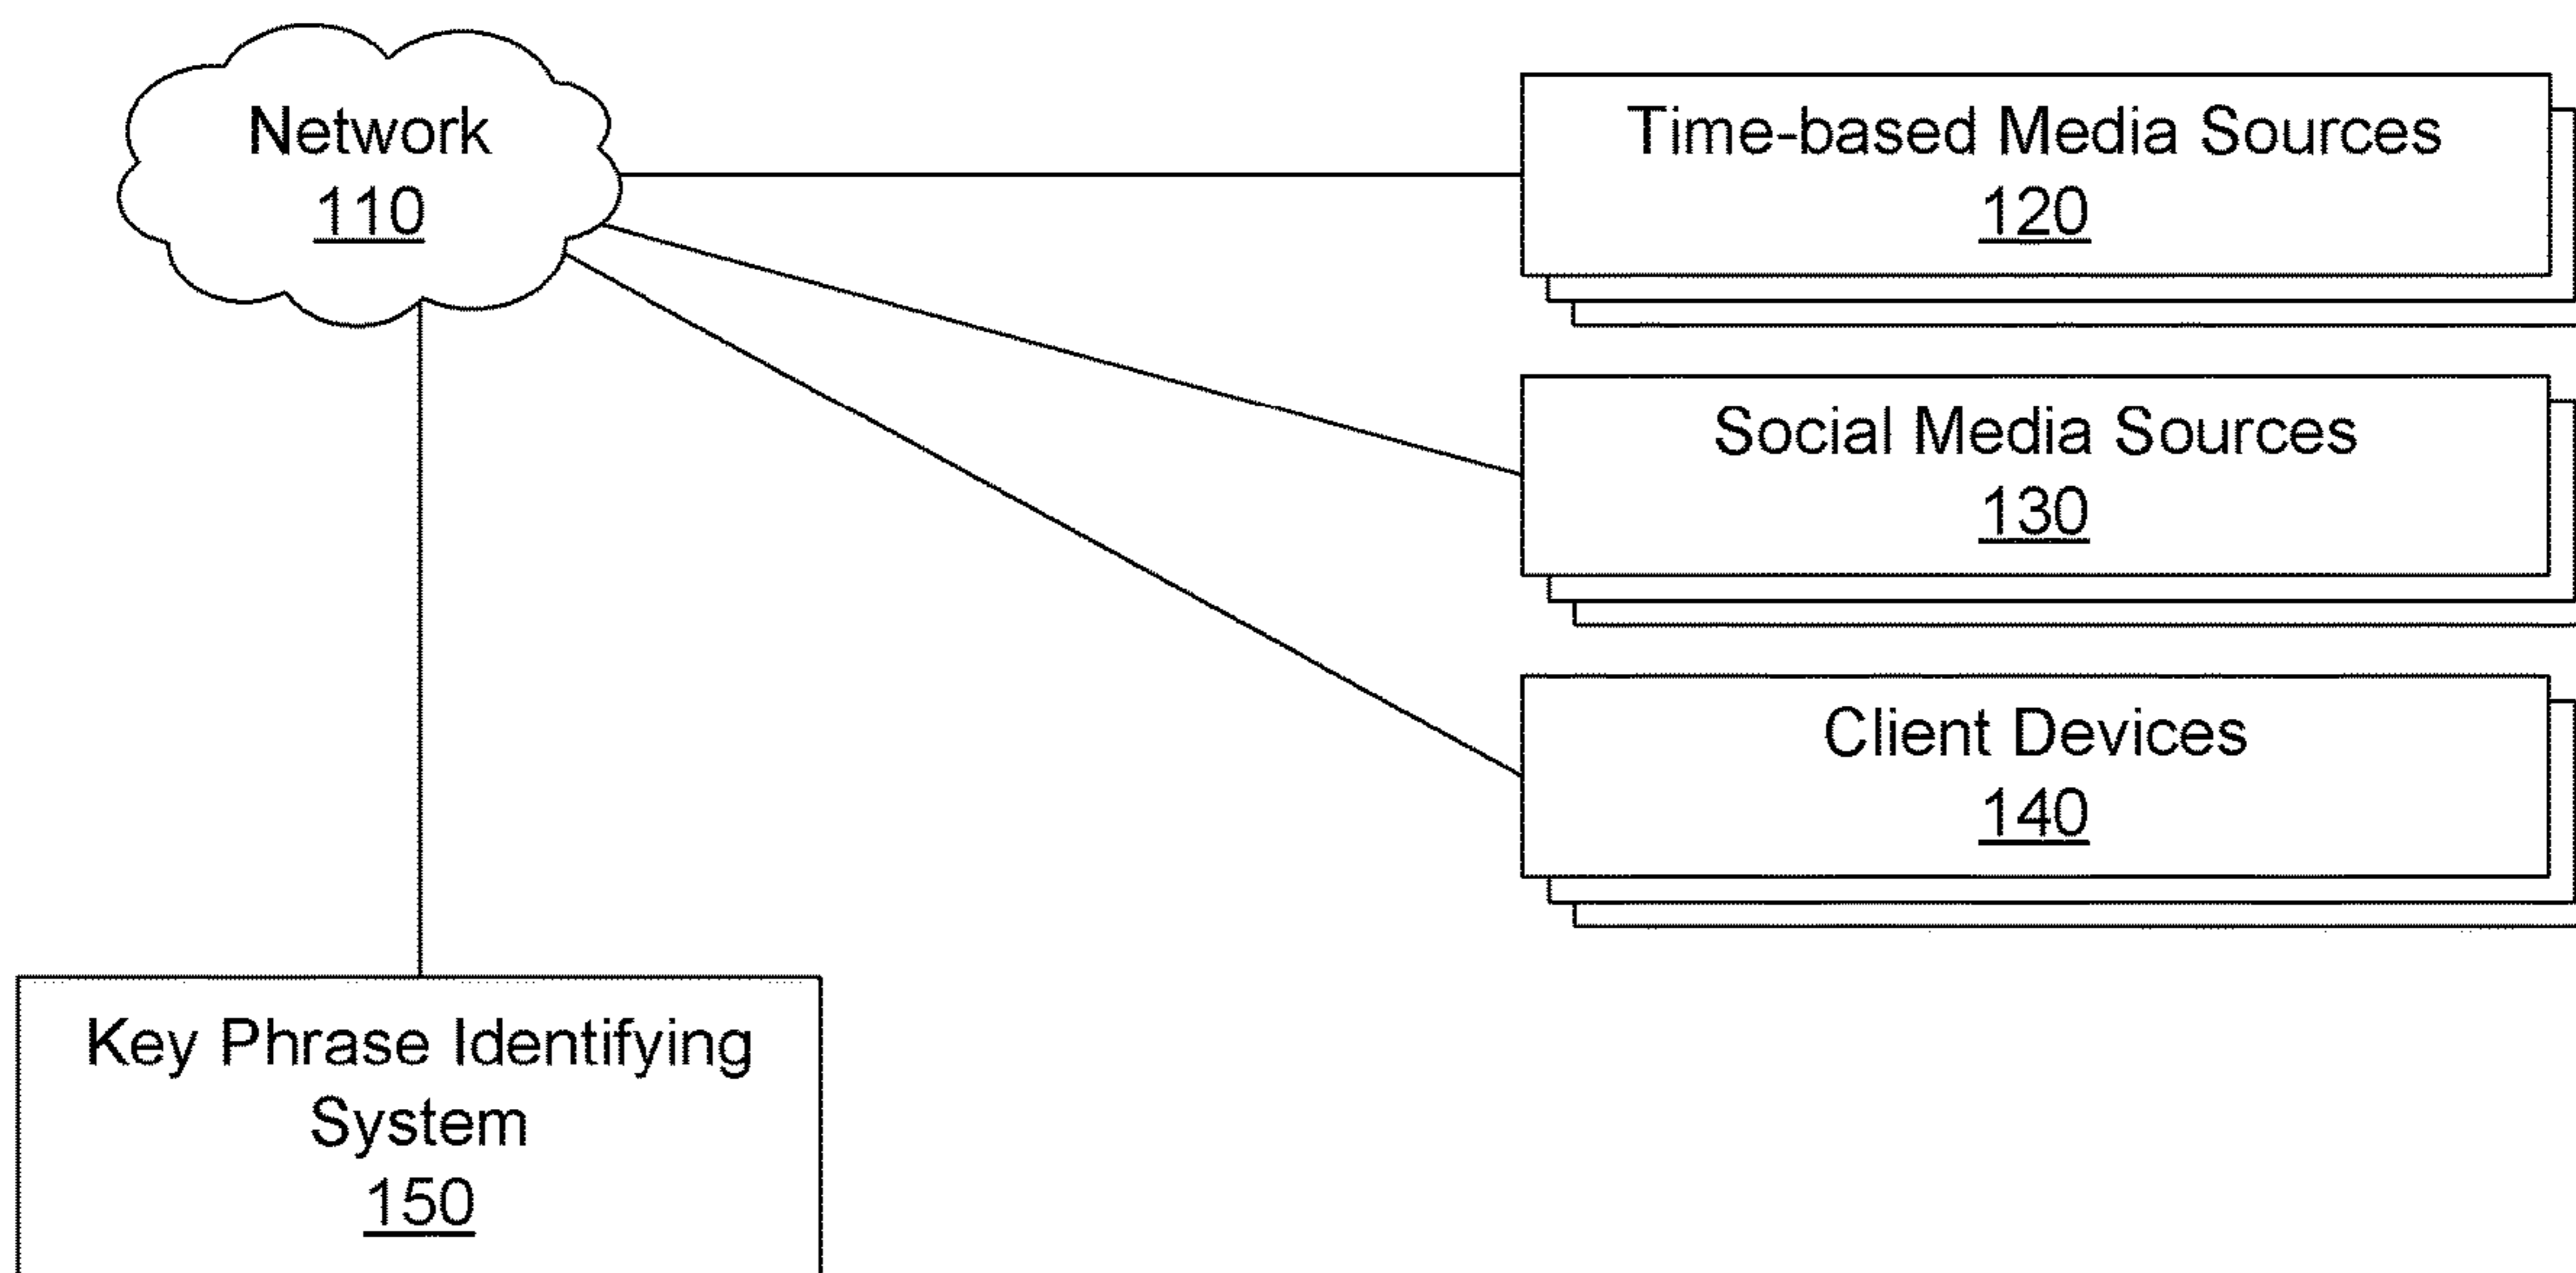 Network
110
Time-based Media Sources
120
Social Media Sources
130
Client Devices
140
Key Phrase Identifying
System
150